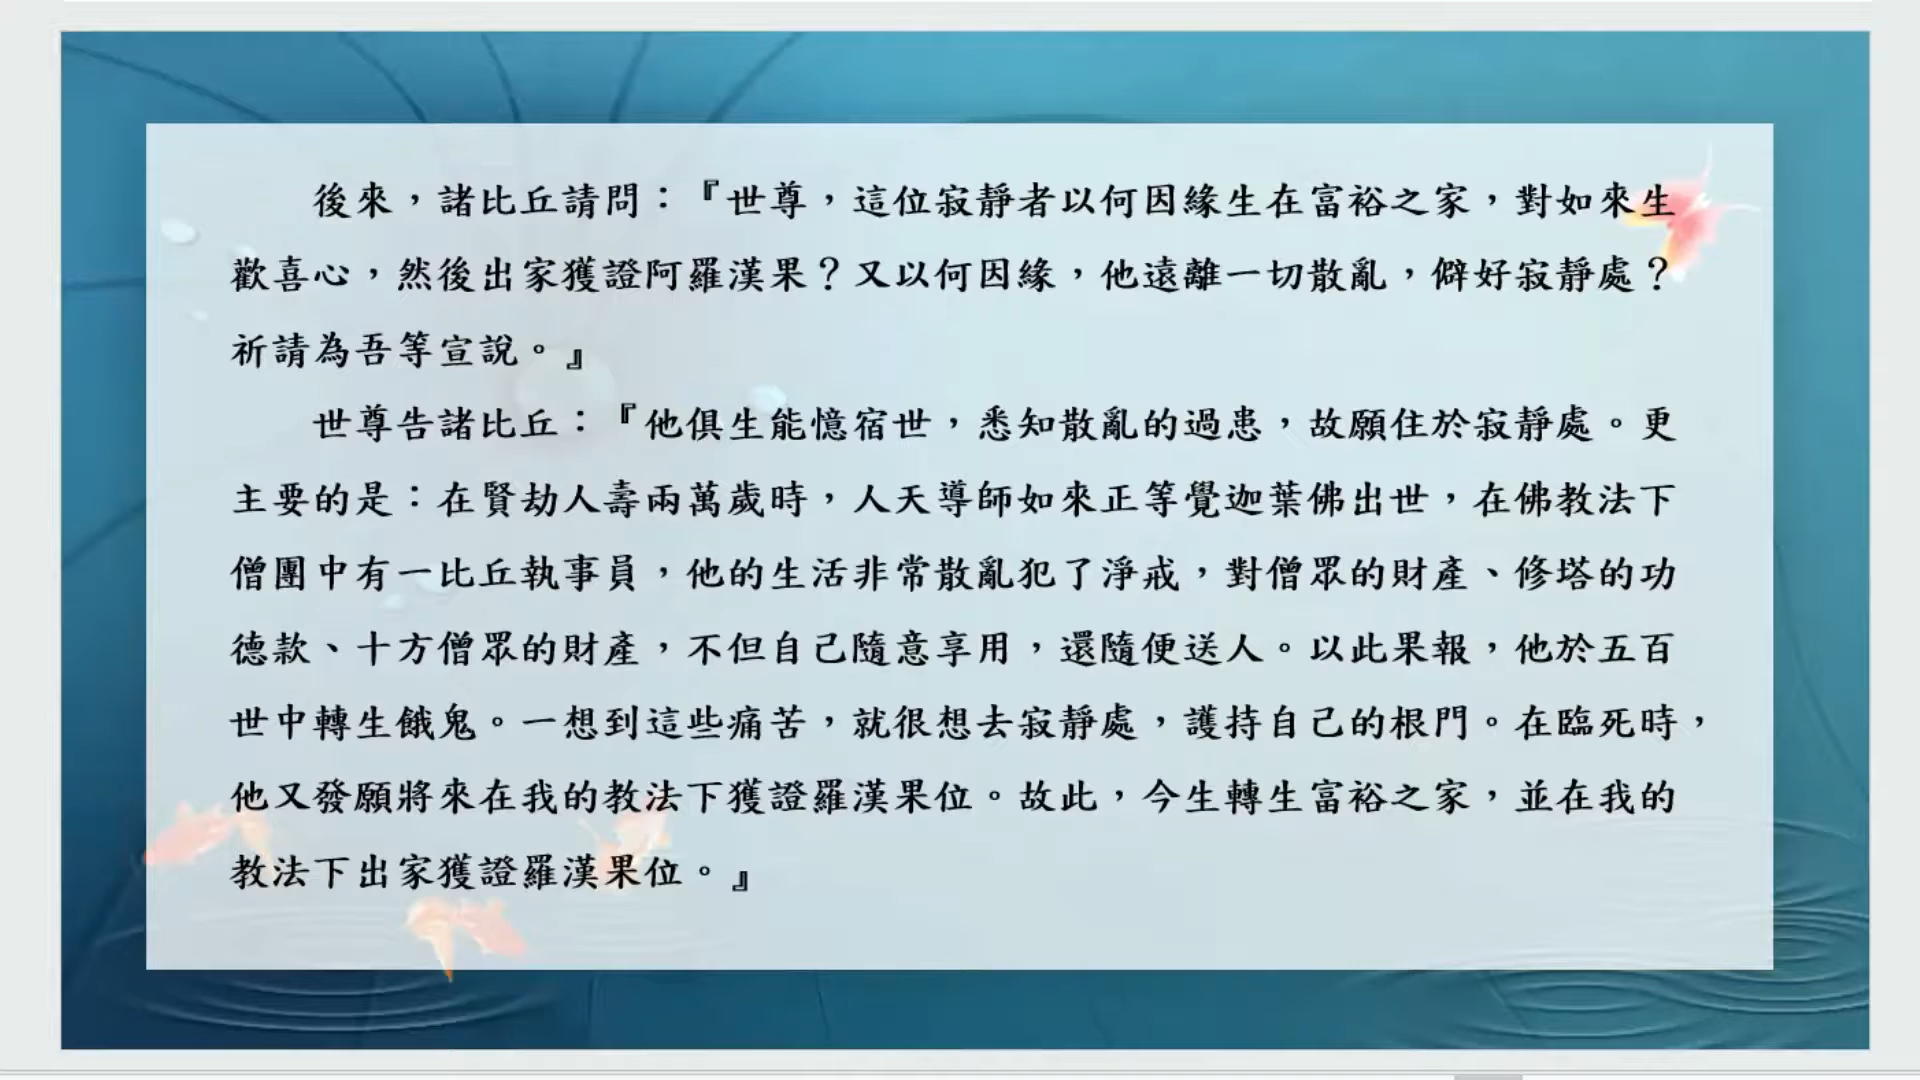 後來，諸比丘請問：『世尊，這位寂靜者以何因緣生在富裕之家，對如來生
歡喜心，然後出家獲證阿羅漢果？又以何因緣，他遠離一切散亂，僻好寂靜處？
祈請為吾等宣說。』
世尊告諸比丘：『他俱生能憶宿世，悉知散亂的過患，故願住於寂靜處。更
主要的是：在賢劫人壽兩萬歲時，人天導師如來正等覺迦葉佛出世，在佛教法下
僧團中有一比丘執事員，他的生活非常散亂犯了淨戒，對僧眾的財產、修塔的功
德款、十方僧眾的財產，不但自己隨意享用，還隨便送人。以此果報，他於五百
世中轉生餓鬼。一想到這些痛苦，就很想去寂靜處，護持自己的根門。在臨死時，
他又發願將來在我的教法下獲證羅漢果位。故此，今生轉生富裕之家，並在我的
教法下出家獲證羅漢果位。』